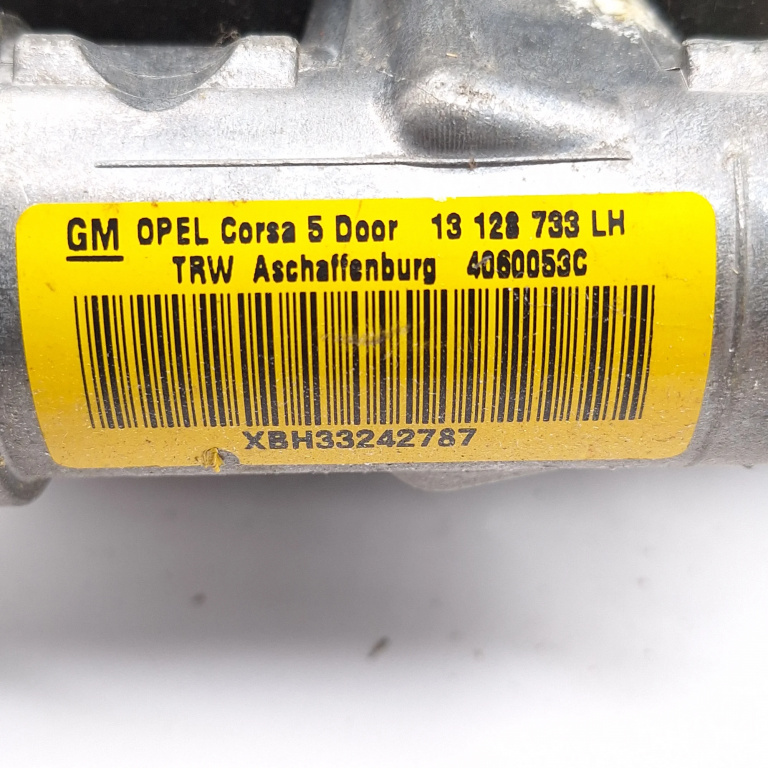 GM OPEL Corsa 5 Door 13 128 733 LH
TRW Aschaffenburg 4060053C
XBH33242787